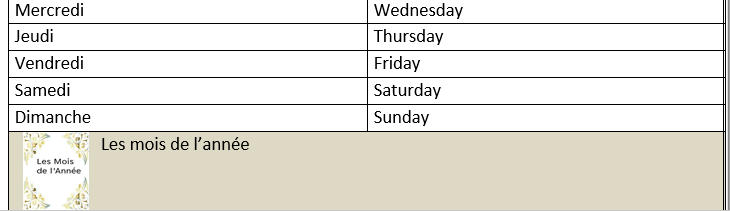 Mercredi Wednesday
Jeudi Thursday
Vendredi Friday
Samedi Saturday
Dimanche Sunday
Les mois de l’année
Les Mois
de l'Année